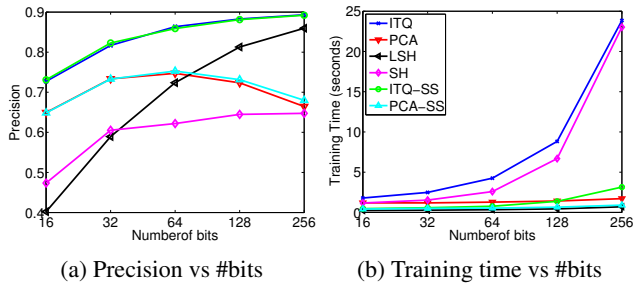 0.9
0.8
0.7
0.6
0.5
0.4
Precision
16 32 64 128 256
Numberof bits
(a) Precision vs #bits
25
20
15
10
5
0
Training Time (seconds)
ITQ
PCA
LSH
SH
ITQ-SS
PCA-SS
16 32 64 128 256
Numberof bits
(b) Training time vs #bits